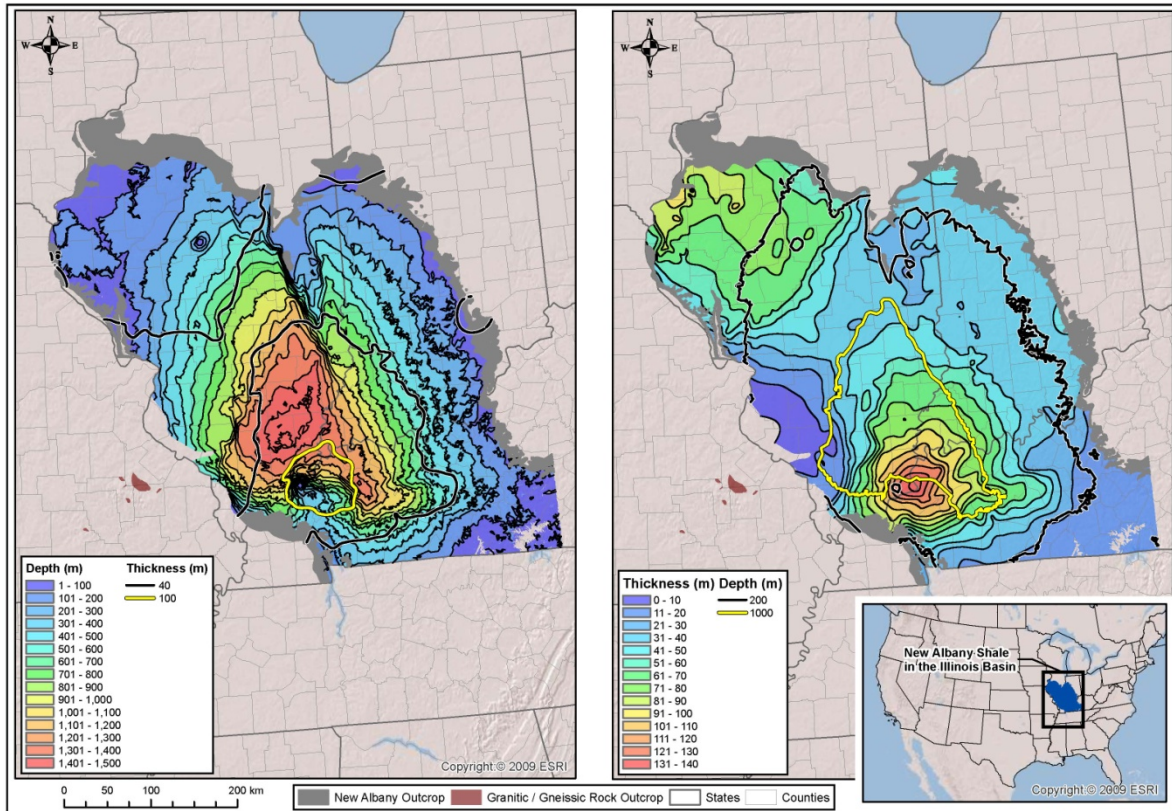 N
W E
S
Depth (m)
1 - 100
101 - 200
201 - 300
301 - 400
401 - 500
501 - 600
601 - 700
701 - 800
801 - 900
901 - 1,000
1,001 - 1,100
1,101 - 1,200
1,201 - 1,300
1,301 - 1,400
1,401 - 1,500
Thickness (m)
40
100
Copyright:© 2009 ESRI
N
W E
S
Thickness (m)
0 - 10
11 - 20
21 - 30
31 - 40
41 - 50
51 - 60
61 - 70
71 - 80
81 - 90
91 - 100
101 - 110
111 - 120
121 - 130
131 - 140
Depth (m)
200
1000
New Albany Shale
in the Illinois Basin
Copyright:© 2009 ESRI
0 50 100 200 km
New Albany Outcrop
Granitic / Gneissic Rock Outcrop
States
Counties